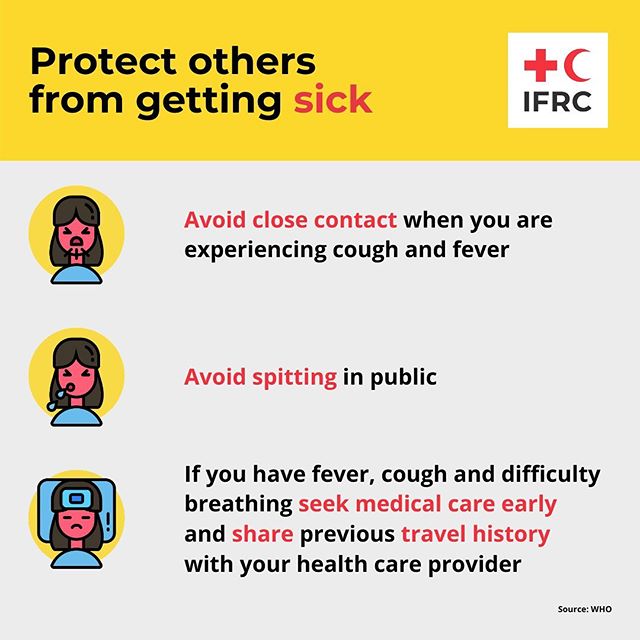 Protect others
from getting sick
IFRC
Avoid close contact when you are
experiencing cough and fever
Avoid spitting in public
If you have fever, cough and difficulty
breathing seek medical care early
and share previous travel history
with your health care provider
Source: WHO